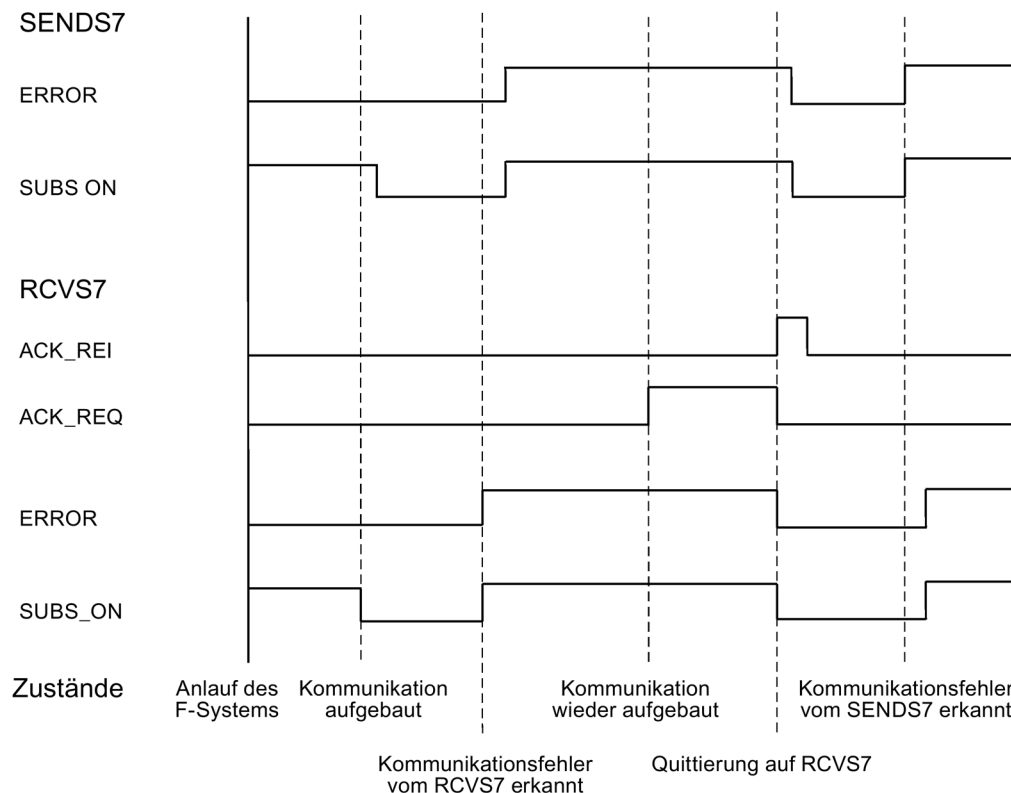 SENDS7
ERROR
SUBS ON
RCVS7
ACK_REI
ACK_REQ
ERROR
SUBS_ON
Zustände
Anlauf des
F-Systems
Kommunikation
aufgebaut
Kommunikation
wieder aufgebaut
Kommunikationsfehler
vom SENDS7 erkannt
Kommunikationsfehler
vom RCVS7 erkannt
Quittierung auf RCVS7